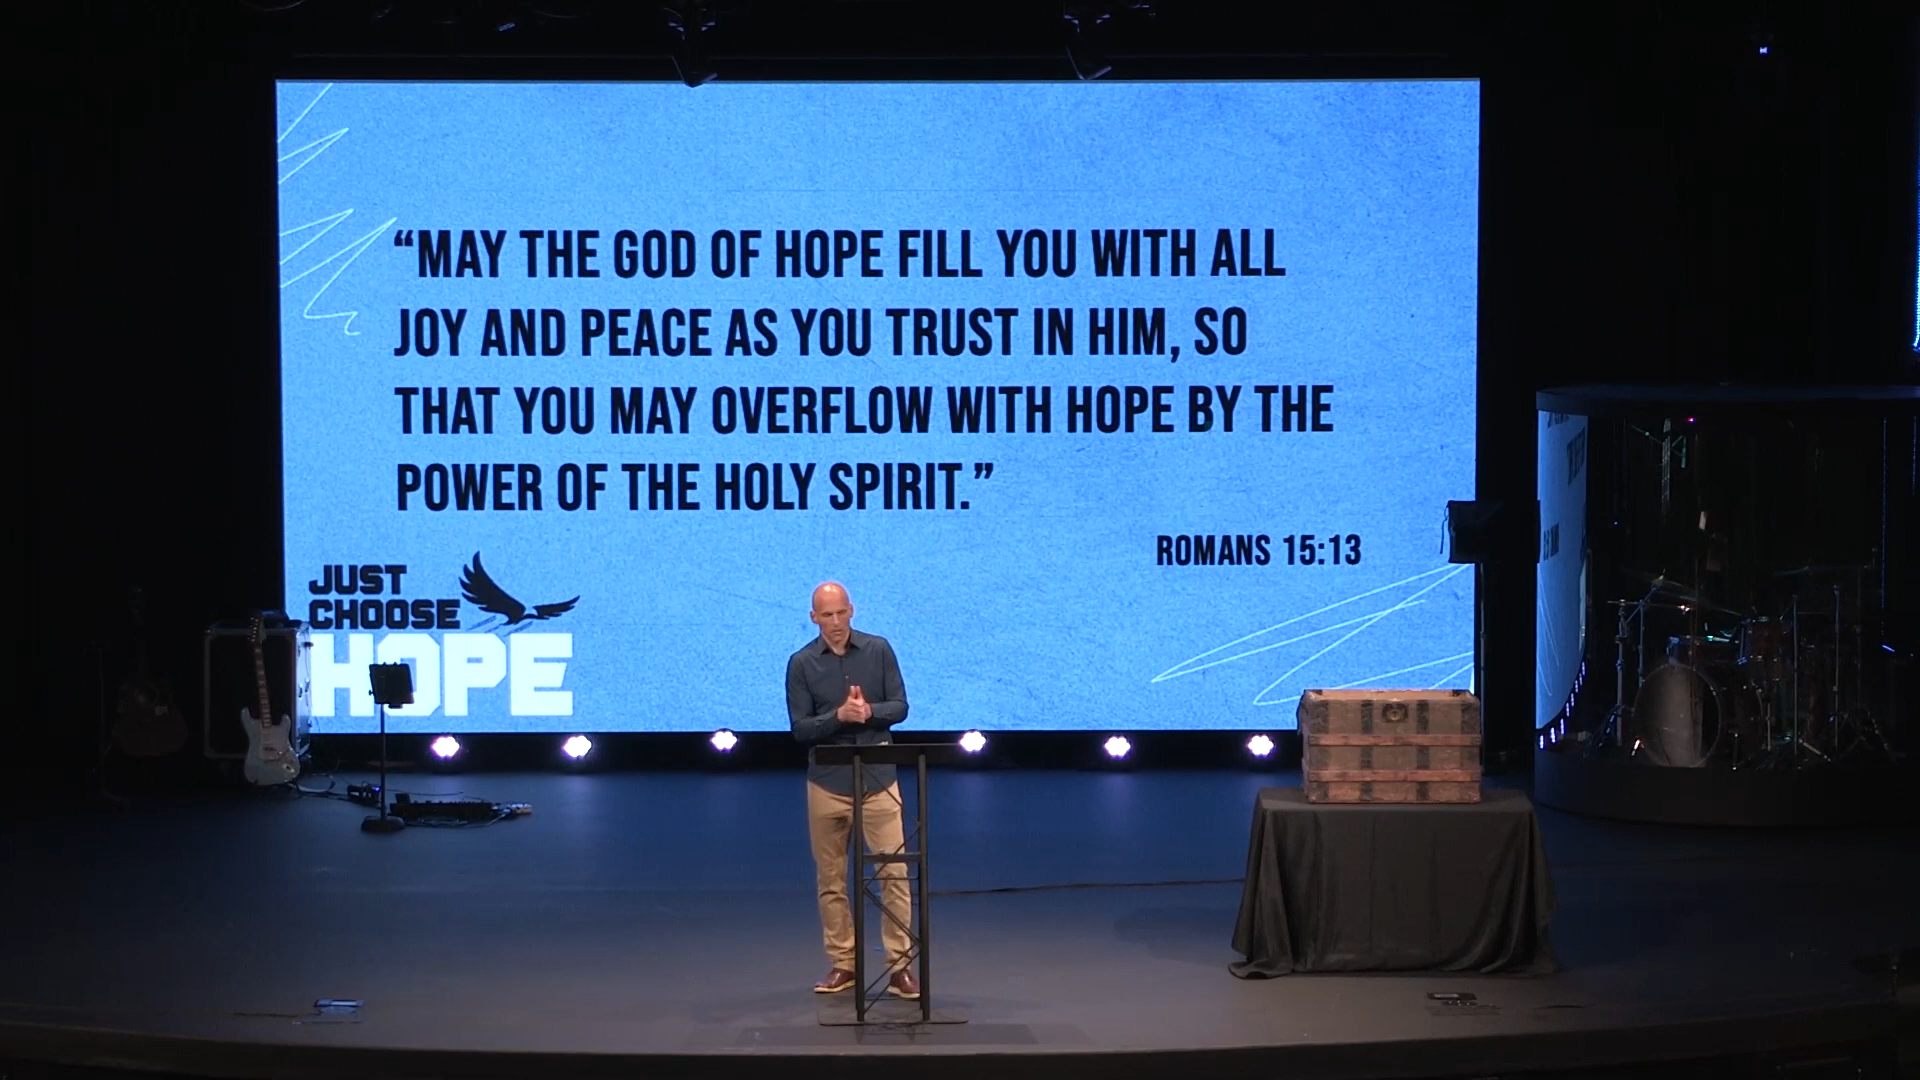 “MAY THE GOD OF HOPE FILL YOU WITH ALL
JOY AND PEACE AS YOU TRUST IN HIM, SO
THAT YOU MAY OVERFLOW WITH HOPE BY THE
POWER OF THE HOLY SPIRIT.”
ROMANS 15:13
JUST
CHOOSE
HOPE